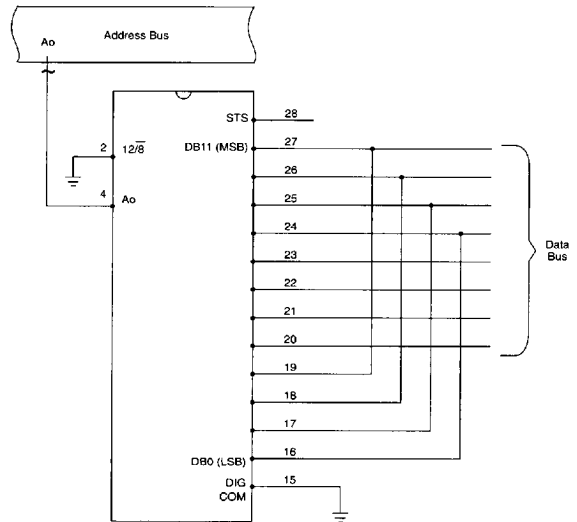 Address Bus
Ao
STS 28
2 12/8̅ DB11 (MSB) 27
26
4 Ao 25
24
Data
Bus
23
22
21
20
19
18
17
DB0 (LSB) 16
DIG
COM 15